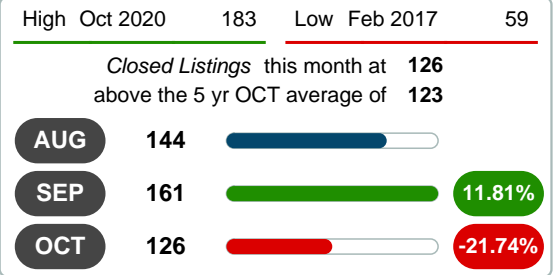 High Oct 2020 183 Low Feb 2017 59
Closed Listings this month at 126
above the 5 yr OCT average of 123
AUG 144
SEP 161 11.81%
OCT 126 -21.74%